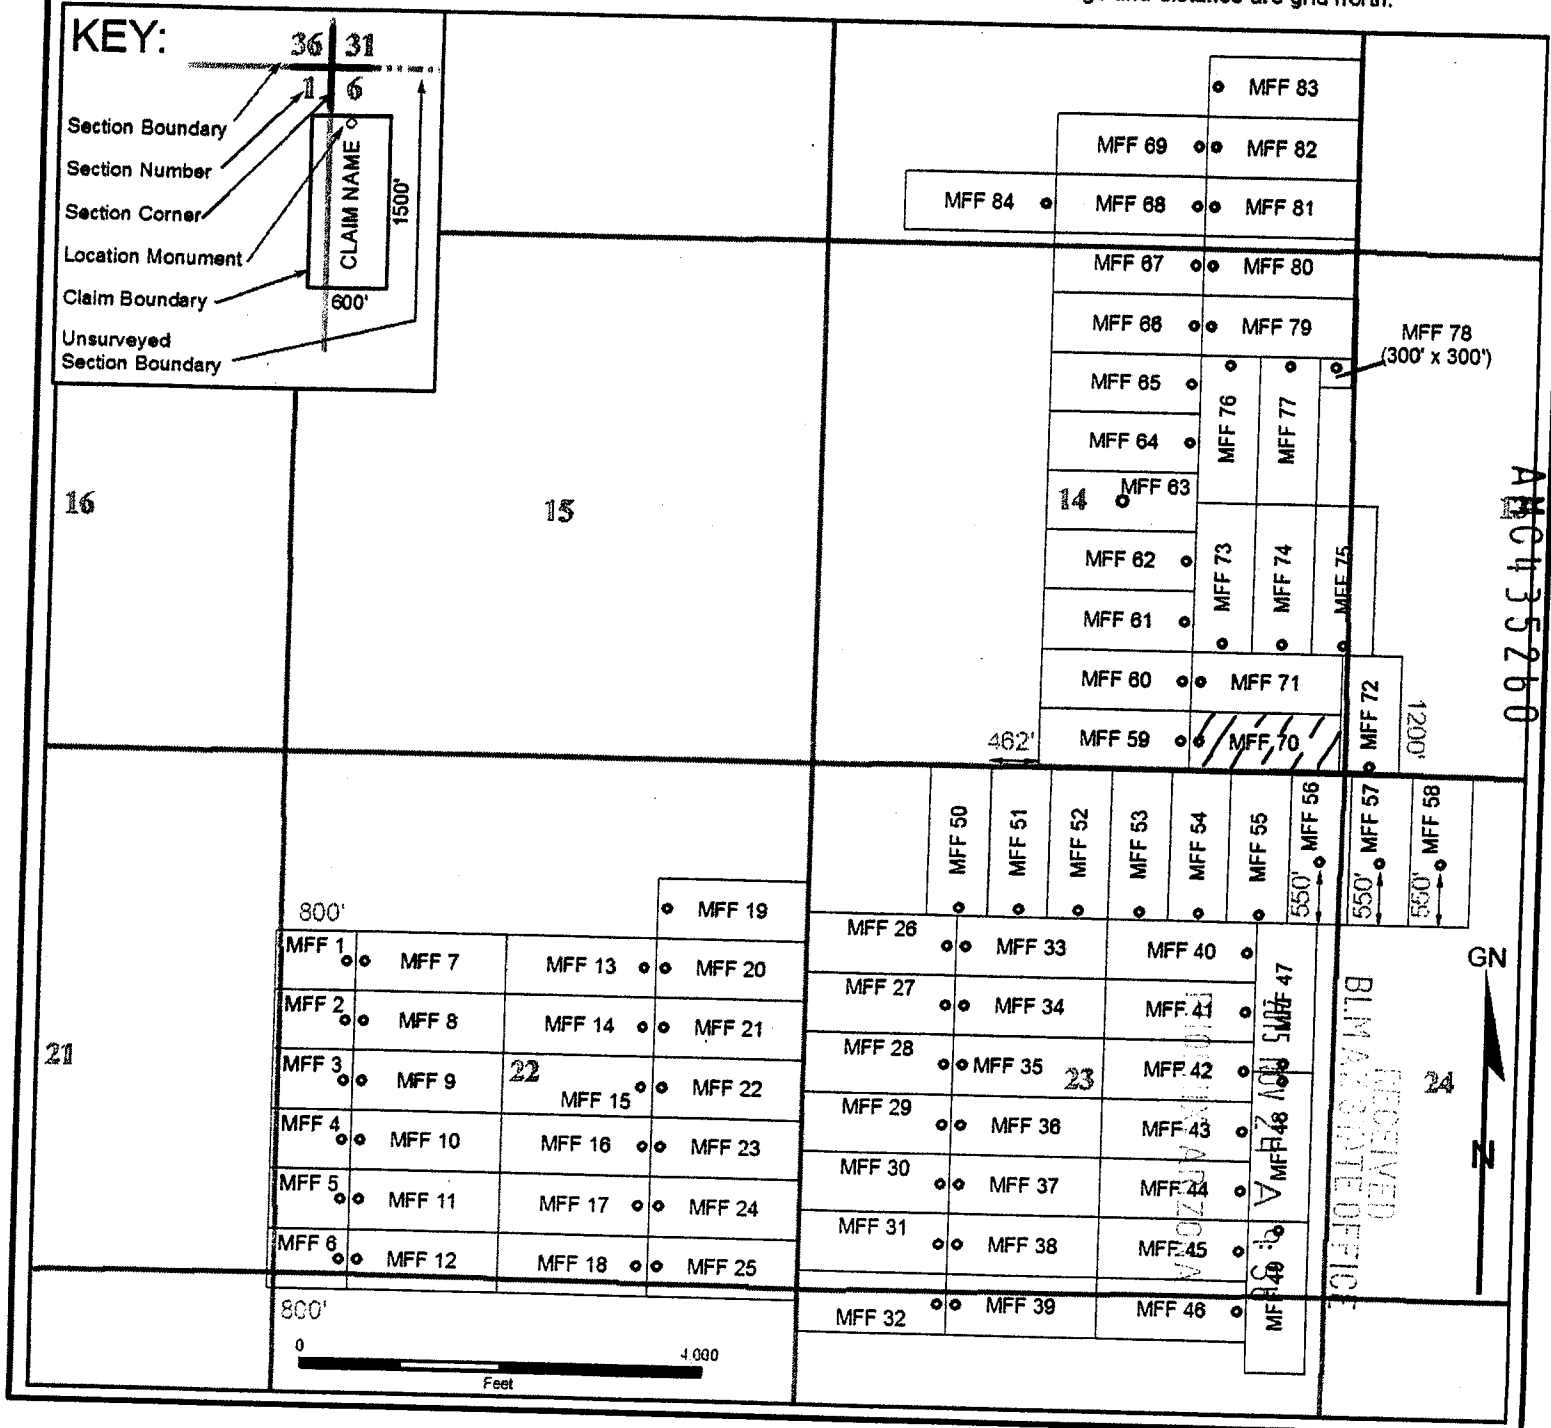 distance are grid north.
KEY:
36 31
1 6
Section Boundary
Section Number
Section Corner
Location Monument
Claim Boundary
Unsurveyed
Section Boundary
CLAIM NAME
1500'
600'
MFF 83
MFF 69 MFF 82
MFF 84 MFF 68 MFF 81
MFF 67 MFF 80
MFF 66 MFF 79
MFF 78
(300' x 300')
MFF 65
MFF 76
MFF 77
MFF 64
MFF 63
16
15
14
MFF 62
MFF 73
MFF 74
MFF 75
MFF 61
MFF 60 MFF 71
MFF 72
1200'
462'
MFF 59 MFF 70
AMC435260
MFF 50
MFF 51
MFF 52
MFF 53
MFF 54
MFF 55
MFF 56
MFF 57
MFF 58
550'
550'
550'
800'
MFF 19
MFF 1 MFF 7 MFF 13 MFF 20
MFF 26 MFF 33 MFF 40
MFF 47
GN
MFF 2 MFF 8 MFF 14 MFF 21
MFF 27 MFF 34 MFF 41
21
MFF 3 MFF 9 22 MFF 15 MFF 22
MFF 28 MFF 35 23 MFF 42
24
MFF 4 MFF 10 MFF 16 MFF 23
MFF 29 MFF 36 MFF 43
MFF 48
N
MFF 5 MFF 11 MFF 17 MFF 24
MFF 30 MFF 37 MFF 44
MFF 6 MFF 12 MFF 18 MFF 25
MFF 31 MFF 38 MFF 45
MFF 49
MFF 32 MFF 39 MFF 46
800'
0 4,000
Feet
RECEIVED
BLM AZ STATE OFFICE
PHOENIX, ARIZONA